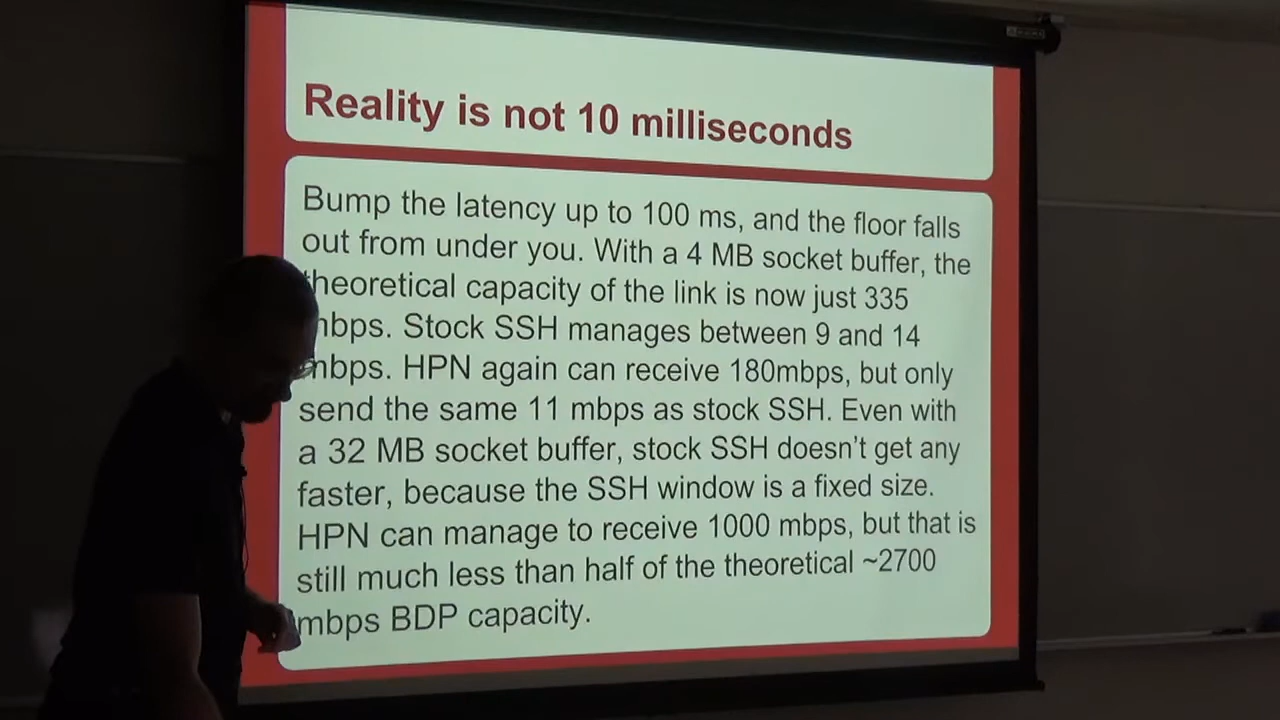 Reality is not 10 milliseconds
Bump the latency up to 100 ms, and the floor falls
out from under you. With a 4 MB socket buffer, the
theoretical capacity of the link is now just 335
mbps. Stock SSH manages between 9 and 14
mbps. HPN again can receive 180mbps, but only
send the same 11 mbps as stock SSH. Even with
a 32 MB socket buffer, stock SSH doesn't get any
faster, because the SSH window is a fixed size.
HPN can manage to receive 1000 mbps, but that is
still much less than half of the theoretical ~2700
mbps BDP capacity.